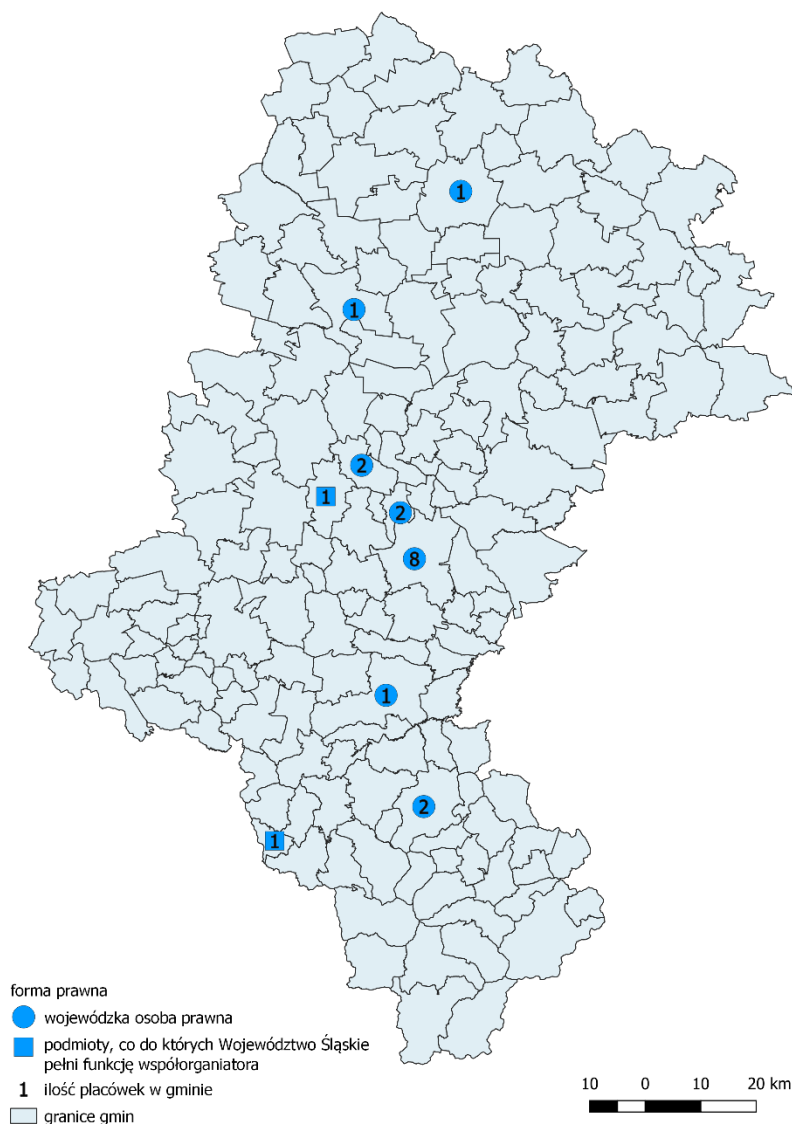 1
1
2
1
2
8
1
2
1
forma prawna
wojewódzka osoba prawna
podmioty, co do których Województwo Śląskie
pełni funkcję współorganiatora
1 ilość placówek w gminie
granice gmin
10 0 10 20 km